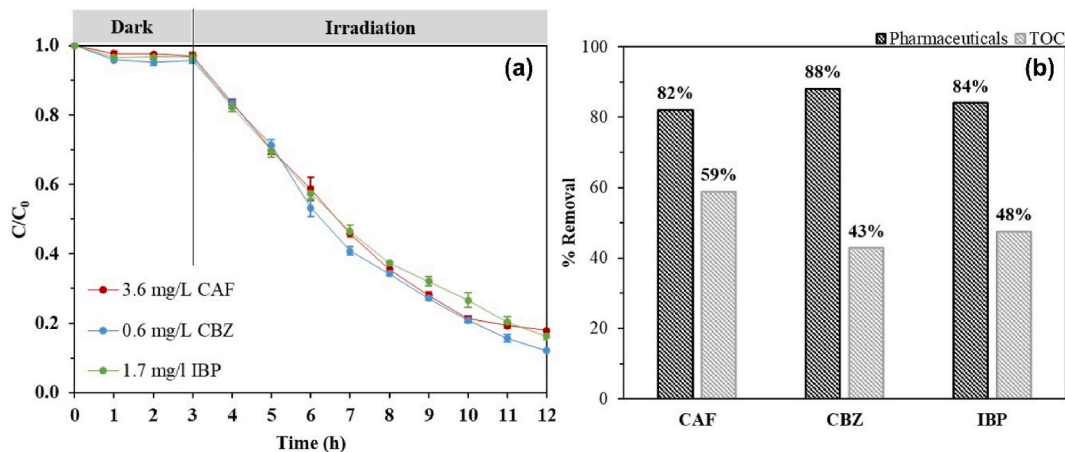 Dark Irradiation
(a)
1.0
0.8
0.6
0.4
0.2
0.0
C/C0
3.6 mg/L CAF
0.6 mg/L CBZ
1.7 mg/l IBP
0 1 2 3 4 5 6 7 8 9 10 11 12
Time (h)
Pharmaceuticals TOC
(b)
100
80
60
40
20
0
% Removal
82% 59% 88% 43% 84% 48%
CAF CBZ IBP